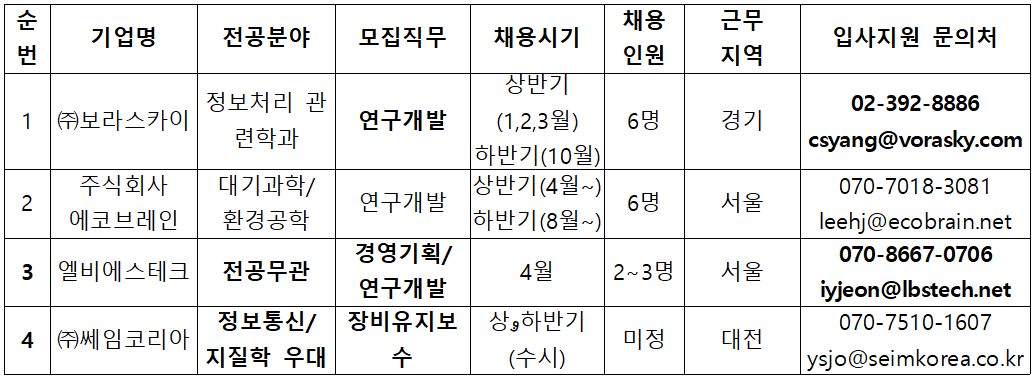 순번 기업명 전공분야 모집직무 채용시기 채용인원 근무지역 입사지원 문의처
1 ㈜보라스카이 정보처리 관련학과 연구개발 상반기(1,2,3월) 하반기(10월) 6명 경기 02-392-8886 csyang@vorasky.com
2 주식회사 에코브레인 대기과학/환경공학 연구개발 상반기(4월~) 하반기(8월~) 6명 서울 070-7018-3081 leehj@ecobrain.net
3 엘비에스테크 전공무관 경영기획/연구개발 4월 2~3명 서울 070-8667-0706 iyjeon@lbstech.net
4 ㈜쎄임코리아 정보통신/지질학 우대 장비유지보수 상,하반기(수시) 미정 대전 070-7510-1607 ysjo@seimkorea.co.kr